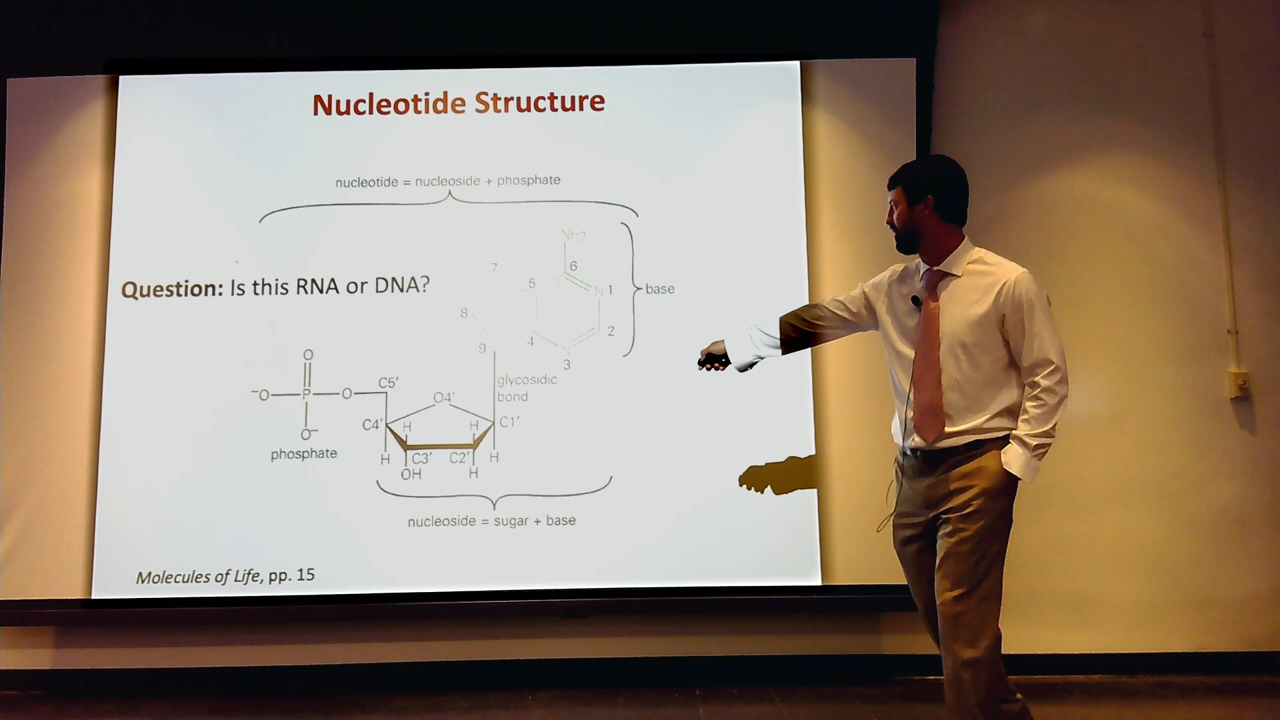 Nucleotide Structure
nucleotide = nucleoside + phosphate
NH2
7
6
Question: Is this RNA or DNA?
5
N 1
base
8
2
9
4
3
O
glycosidic
bond
⁻O
P
O
C5′
O4′
O⁻
C4′
H
H
C1′
phosphate
H
C3′
C2′
H
OH
H
nucleoside = sugar + base
Molecules of Life, pp. 15